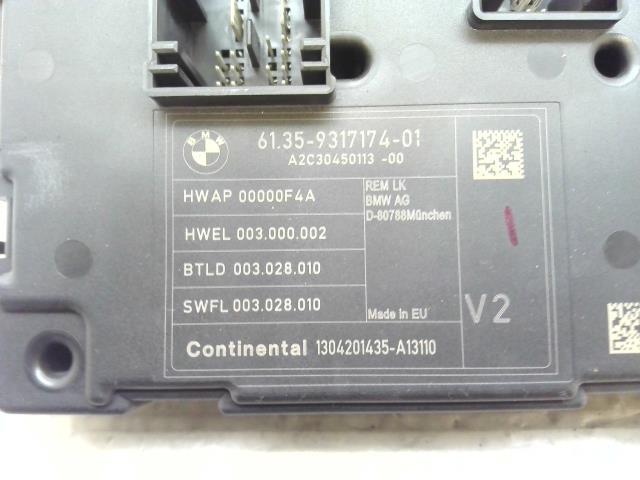 BMW
61.35-9317174-01
A2C30450113 -00
HWAP 00000F4A
HWEL 003.000.002
BTLD 003.028.010
SWFL 003.028.010
REM LK
BMW AG
D-80788München
Made in EU
V2
Continental 1304201435-A13110